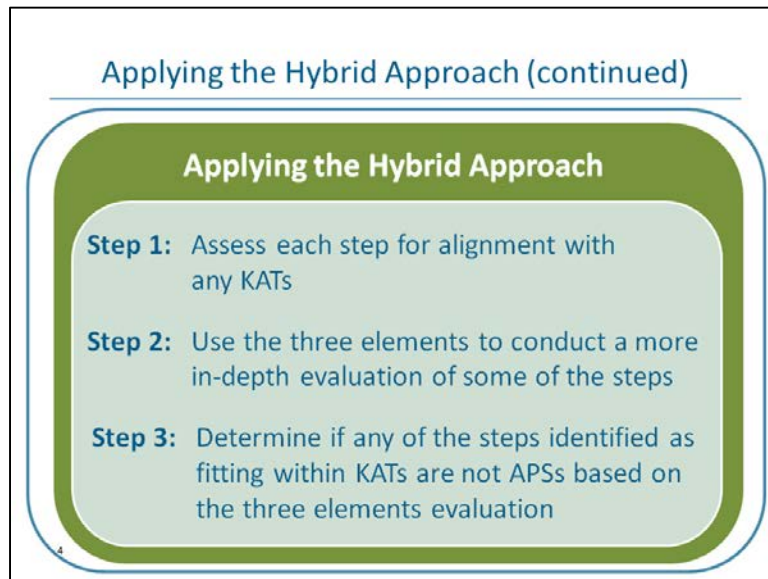 Applying the Hybrid Approach (continued)
Applying the Hybrid Approach
Step 1: Assess each step for alignment with
any KATs
Step 2: Use the three elements to conduct a more
in-depth evaluation of some of the steps
Step 3: Determine if any of the steps identified as
fitting within KATs are not APSs based on
the three elements evaluation
4